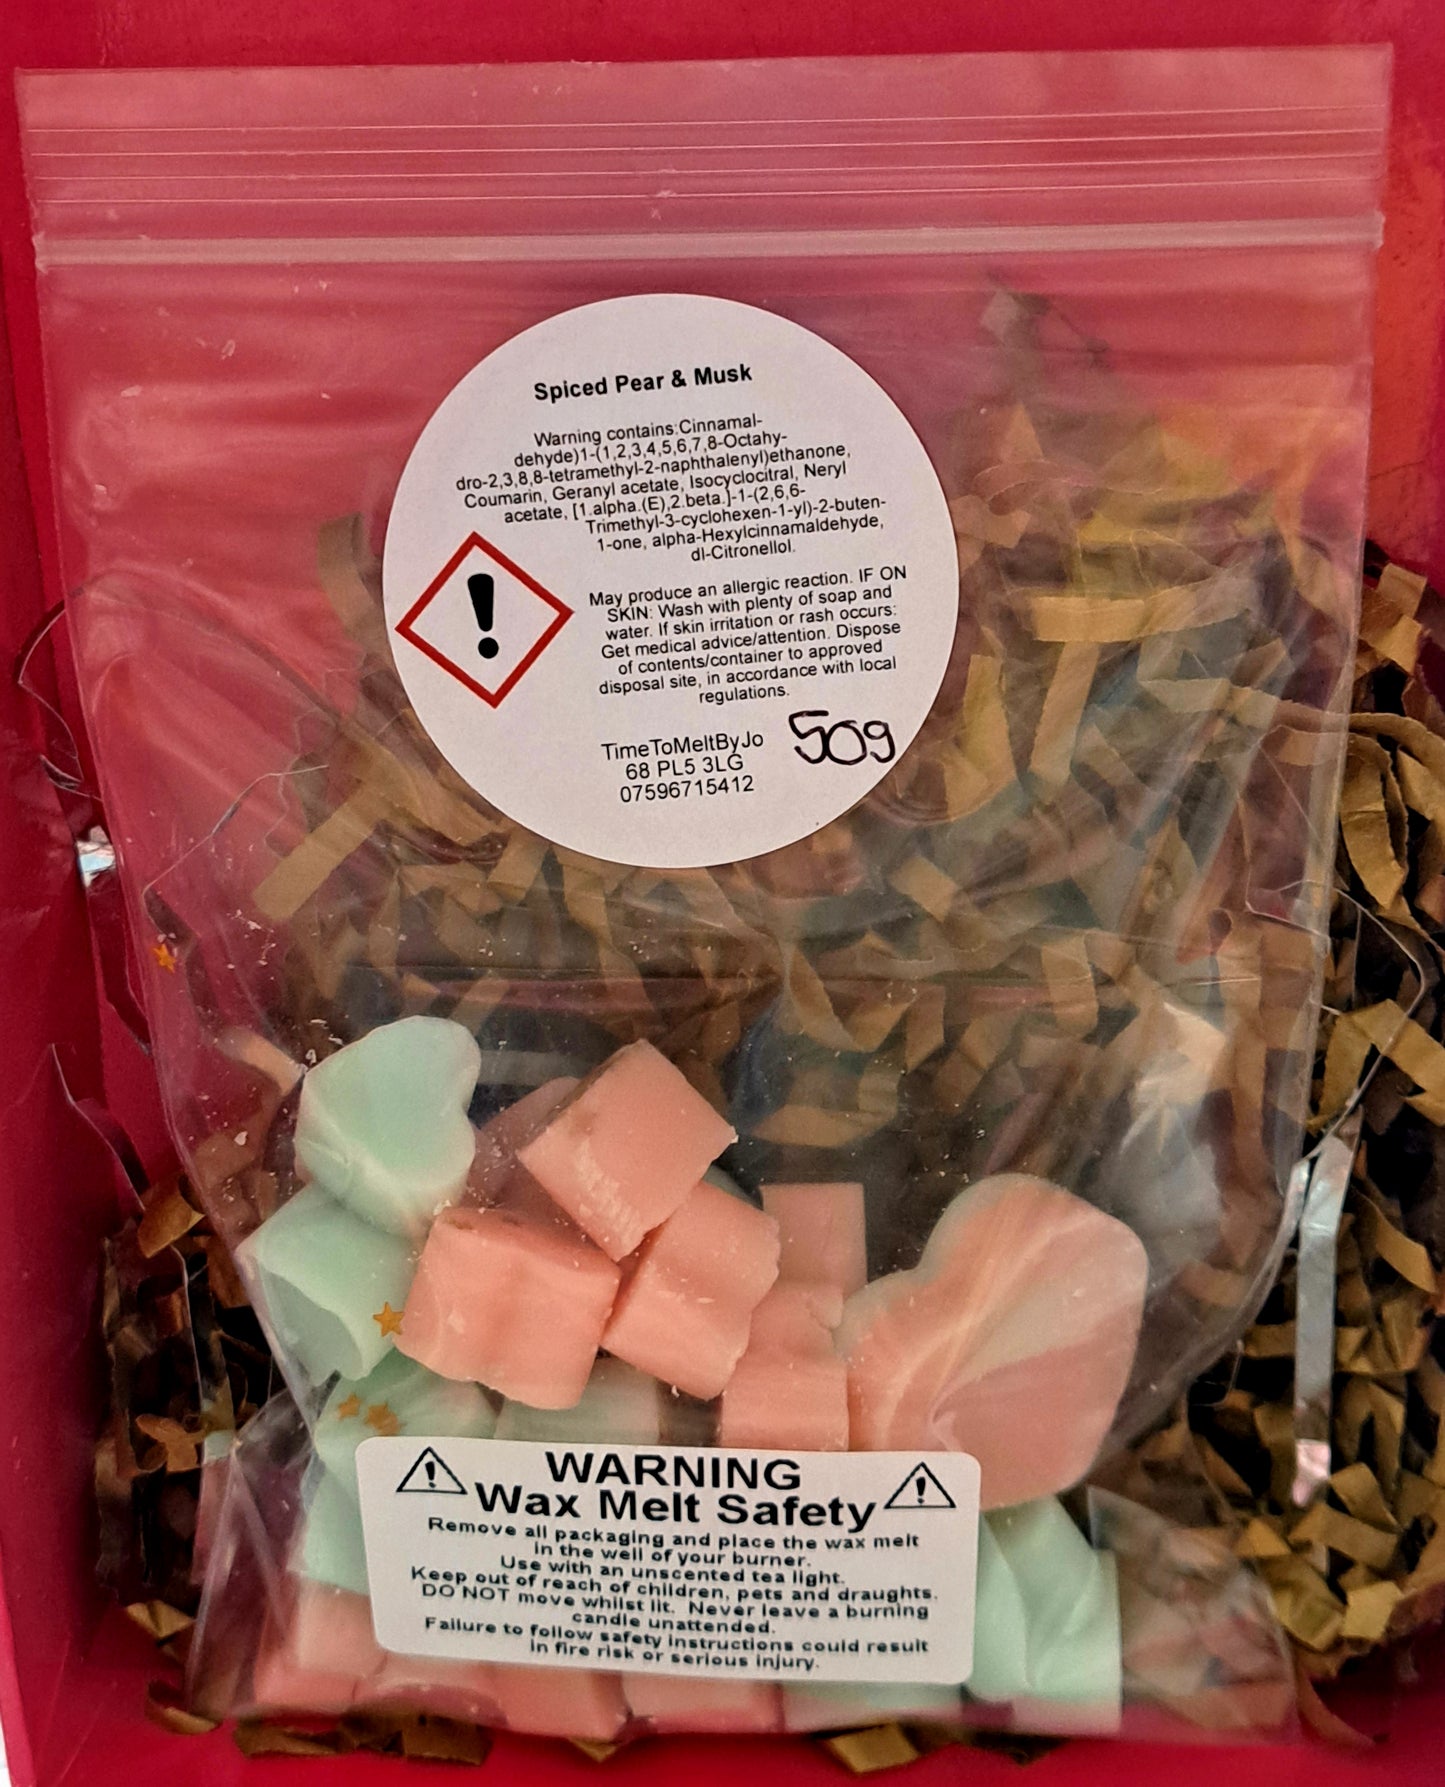 Spiced Pear & Musk
Warning contains:Cinnamal-
dehyde)1-(1,2,3,4,5,6,7,8-Octahy-
dro-2,3,8,8-tetramethyl-2-naphthalenyl)ethanone,
Coumarin, Geranyl acetate, Isocyclocitral, Neryl
acetate, [1.alpha.(E),2.beta.]-1-(2,6,6-
Trimethyl-3-cyclohexen-1-yl)-2-buten-
1-one, alpha-Hexylcinnamaldehyde,
dl-Citronellol.
May produce an allergic reaction. IF ON
SKIN: Wash with plenty of soap and
water. If skin irritation or rash occurs:
Get medical advice/attention. Dispose
of contents/container to approved
disposal site, in accordance with local
regulations.
TimeToMeltByJo
68 PL5 3LG
07596715412
50g
WARNING
Wax Melt Safety
Remove all packaging and place the wax melt
in the well of your burner.
Use with an unscented tea light.
Keep out of reach of children, pets and draughts.
DO NOT move whilst lit. Never leave a burning
candle unattended.
Failure to follow safety instructions could result
in fire risk or serious injury.